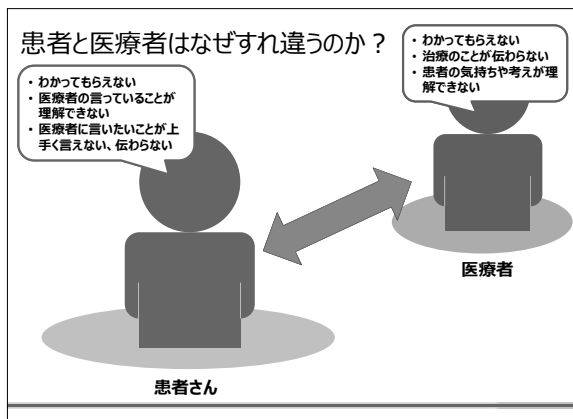 患者と医療者はなぜすれ違うのか？
・わかってもらえない
・医療者の言っていることが
理解できない
・医療者に言いたいことが上
手く言えない、伝わらない
・わかってもらえない
・治療のことが伝わらない
・患者の気持ちや考えが理
解できない
医療者
患者さん